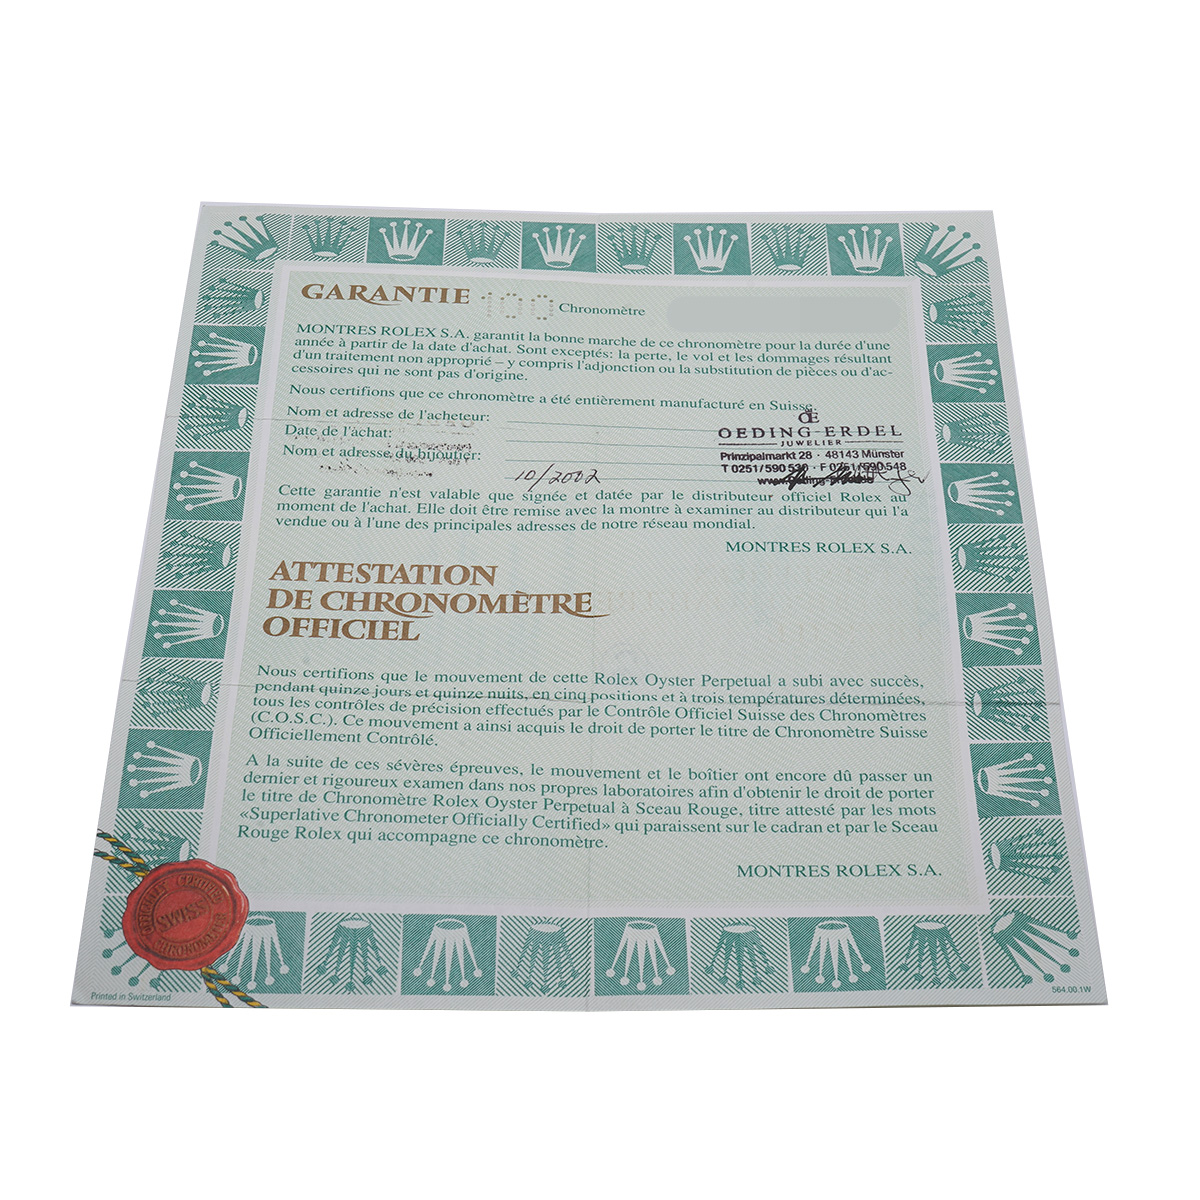 GARANTIE 100 Chronomètre
MONTRES ROLEX S.A. garantit la bonne marche de ce chronomètre pour la durée d'une
année à partir de la date d'achat. Sont exceptés: la perte, le vol et les dommages résultant
d'un traitement non approprié – y compris l'adjonction ou la substitution de pièces ou d'ac-
cessoires qui ne sont pas d'origine.
Nous certifions que ce chronomètre a été entièrement manufacturé en Suisse.
Nom et adresse de l'acheteur:
Date de l'achat:
Nom et adresse du bijoutier:
OE
OEDING-ERDEL
JUWELIER
Prinzipalmarkt 28 · 48143 Münster
T 0251/590 530 · F 0251/590 548
10/2002
Cette garantie n'est valable que signée et datée par le distributeur officiel Rolex au
moment de l'achat. Elle doit être remise avec la montre à examiner au distributeur qui l'a
vendue ou à l'une des principales adresses de notre réseau mondial.
MONTRES ROLEX S.A.
ATTESTATION
DE CHRONOMÈTRE
OFFICIEL
Nous certifions que le mouvement de cette Rolex Oyster Perpetual a subi avec succès,
pendant quinze jours et quinze nuits, en cinq positions et à trois températures déterminées,
tous les contrôles de précision effectués par le Contrôle Officiel Suisse des Chronomètres
(C.O.S.C.). Ce mouvement a ainsi acquis le droit de porter le titre de Chronomètre Suisse
Officiellement Contrôlé.
A la suite de ces sévères épreuves, le mouvement et le boîtier ont encore dû passer un
dernier et rigoureux examen dans nos propres laboratoires afin d'obtenir le droit de porter
le titre de Chronomètre Rolex Oyster Perpetual à Sceau Rouge, titre attesté par les mots
«Superlative Chronometer Officially Certified» qui paraissent sur le cadran et par le Sceau
Rouge Rolex qui accompagne ce chronomètre.
MONTRES ROLEX S.A.
OFFICIALLY CERTIFIED
SWISS
CHRONOMETER
Printed in Switzerland
564.00.1W